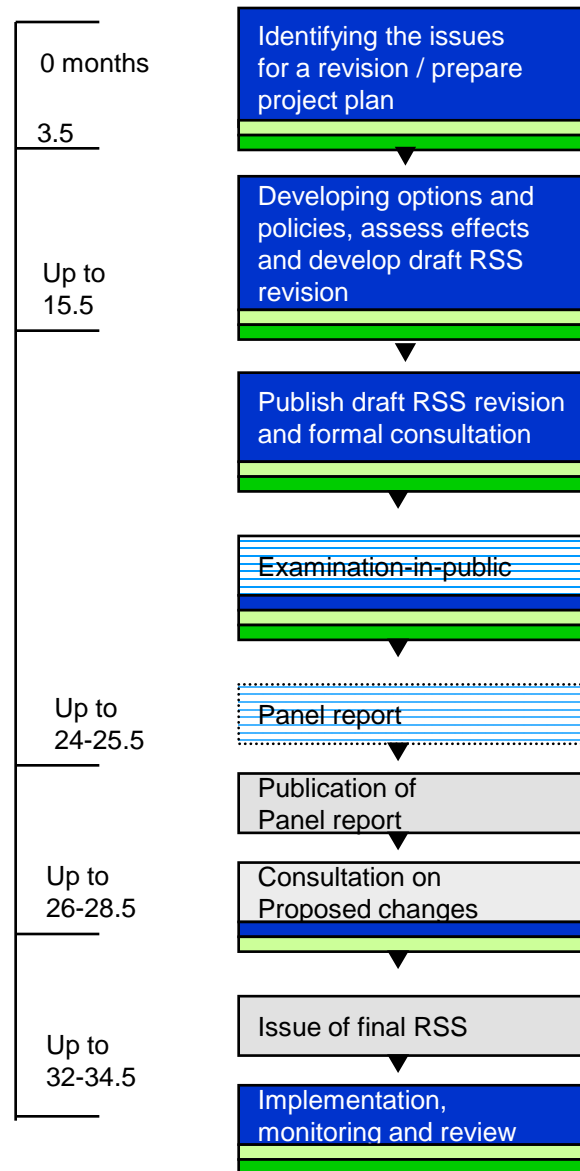 0 months
Identifying the issues
for a revision / prepare
project plan
3.5
Developing options and
policies, assess effects
and develop draft RSS
revision
Up to
15.5
Publish draft RSS revision
and formal consultation
Examination-in-public
Up to
24-25.5
Panel report
Publication of
Panel report
Up to
26-28.5
Consultation on
Proposed changes
Issue of final RSS
Up to
32-34.5
Implementation,
monitoring and review